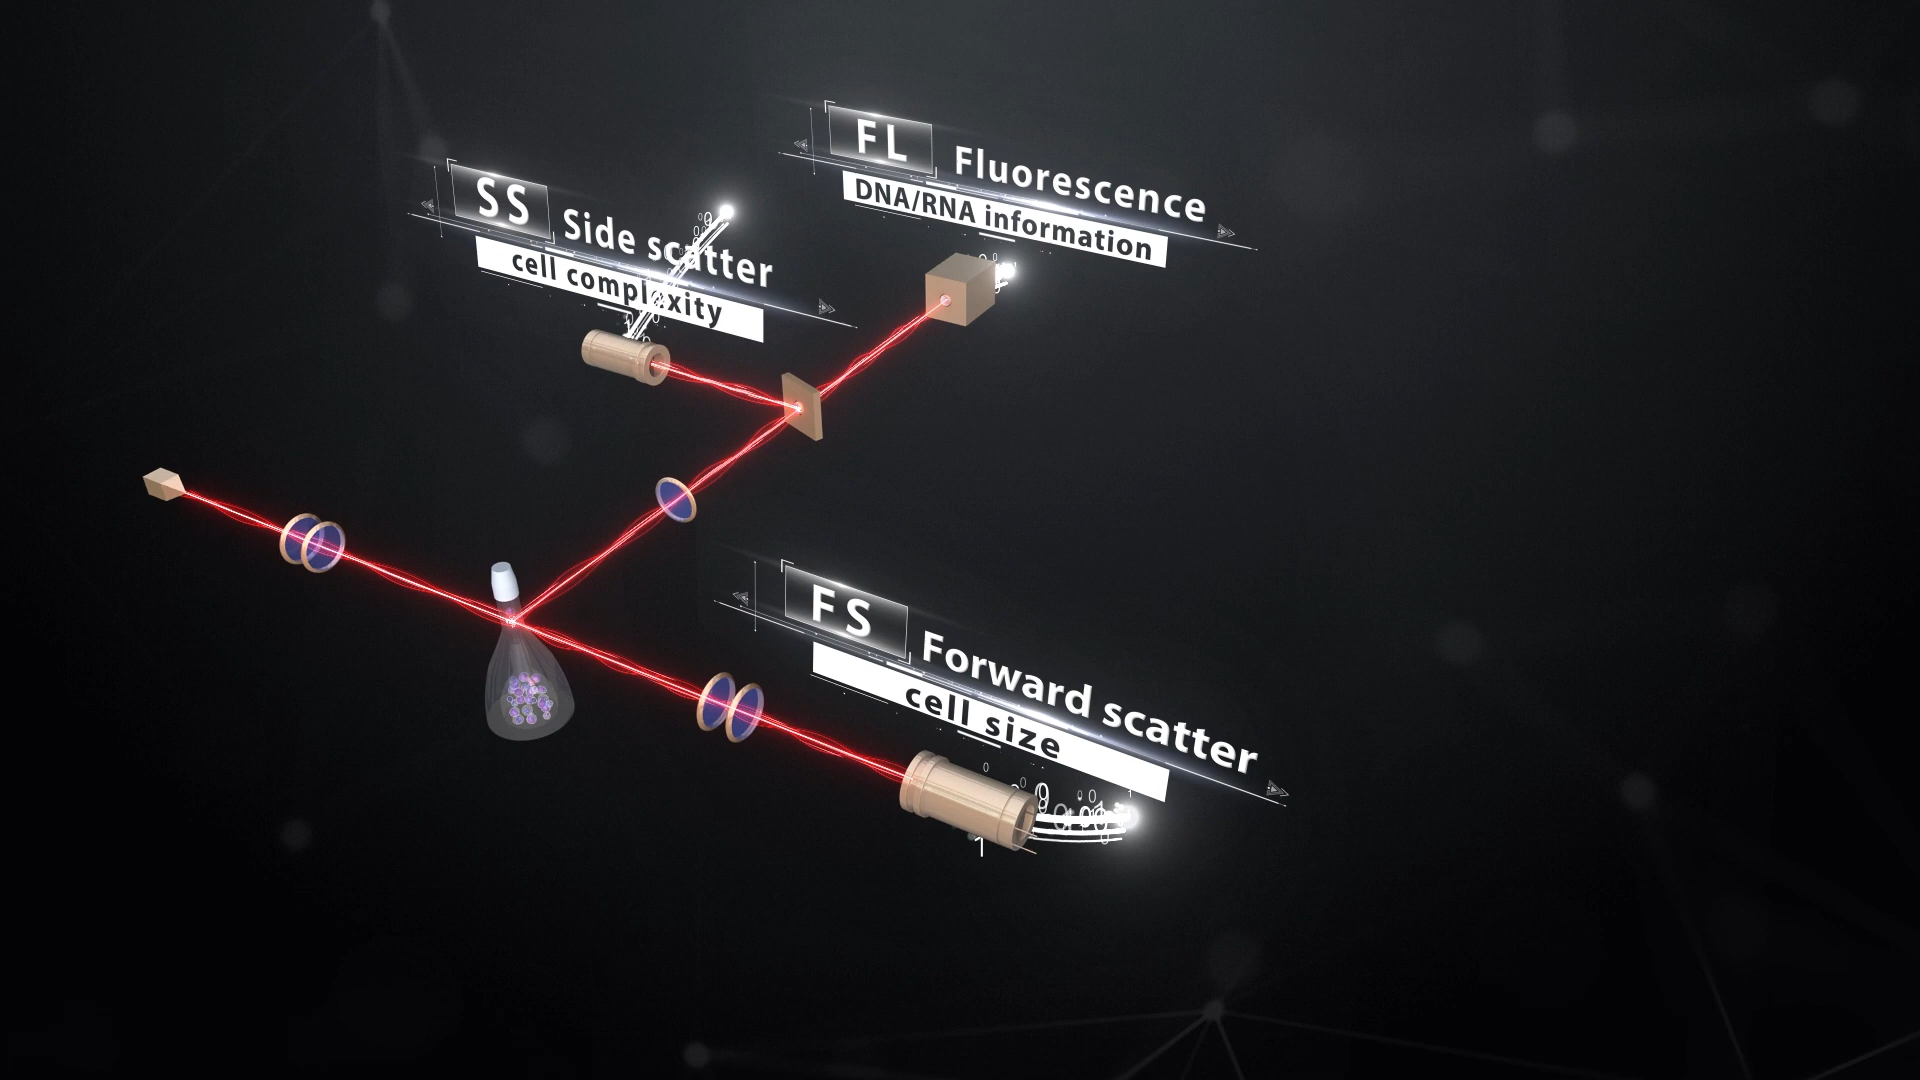 FL
Fluorescence
DNA/RNA information
SS
Side scatter
cell complexity
FS
Forward scatter
cell size